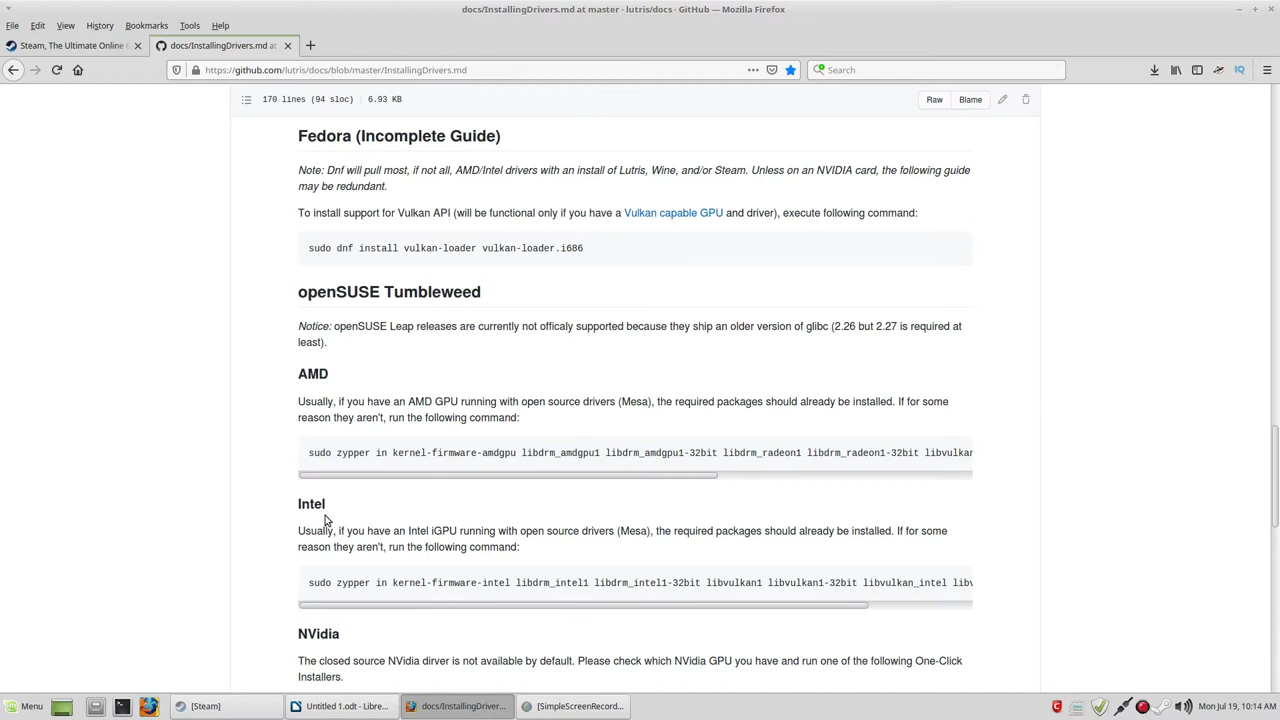 docs/InstallingDrivers.md at master · lutris/docs · GitHub — Mozilla Firefox
File Edit View History Bookmarks Tools Help
Steam, The Ultimate Online
docs/InstallingDrivers.md at
https://github.com/lutris/docs/blob/master/InstallingDrivers.md
Search
170 lines (94 sloc) 6.93 KB
Raw Blame
Fedora (Incomplete Guide)
Note: Dnf will pull most, if not all, AMD/Intel drivers with an install of Lutris, Wine, and/or Steam. Unless on an NVIDIA card, the following guide
may be redundant.
To install support for Vulkan API (will be functional only if you have a Vulkan capable GPU and driver), execute following command:
sudo dnf install vulkan-loader vulkan-loader.i686
openSUSE Tumbleweed
Notice: openSUSE Leap releases are currently not officaly supported because they ship an older version of glibc (2.26 but 2.27 is required at
least).
AMD
Usually, if you have an AMD GPU running with open source drivers (Mesa), the required packages should already be installed. If for some
reason they aren't, run the following command:
sudo zypper in kernel-firmware-amdgpu libdrm_amdgpu1 libdrm_amdgpu1-32bit libdrm_radeon1 libdrm_radeon1-32bit libvulkan
Intel
Usually, if you have an Intel iGPU running with open source drivers (Mesa), the required packages should already be installed. If for some
reason they aren't, run the following command:
sudo zypper in kernel-firmware-intel libdrm_intel1 libdrm_intel1-32bit libvulkan1 libvulkan1-32bit libvulkan_intel libv
NVidia
The closed source NVidia dirver is not available by default. Please check which NVidia GPU you have and run one of the following One-Click
Installers.
Menu
[Steam]
Untitled 1.odt - Libre...
docs/InstallingDriver...
[SimpleScreenRecord...
Mon Jul 19, 10:14 AM